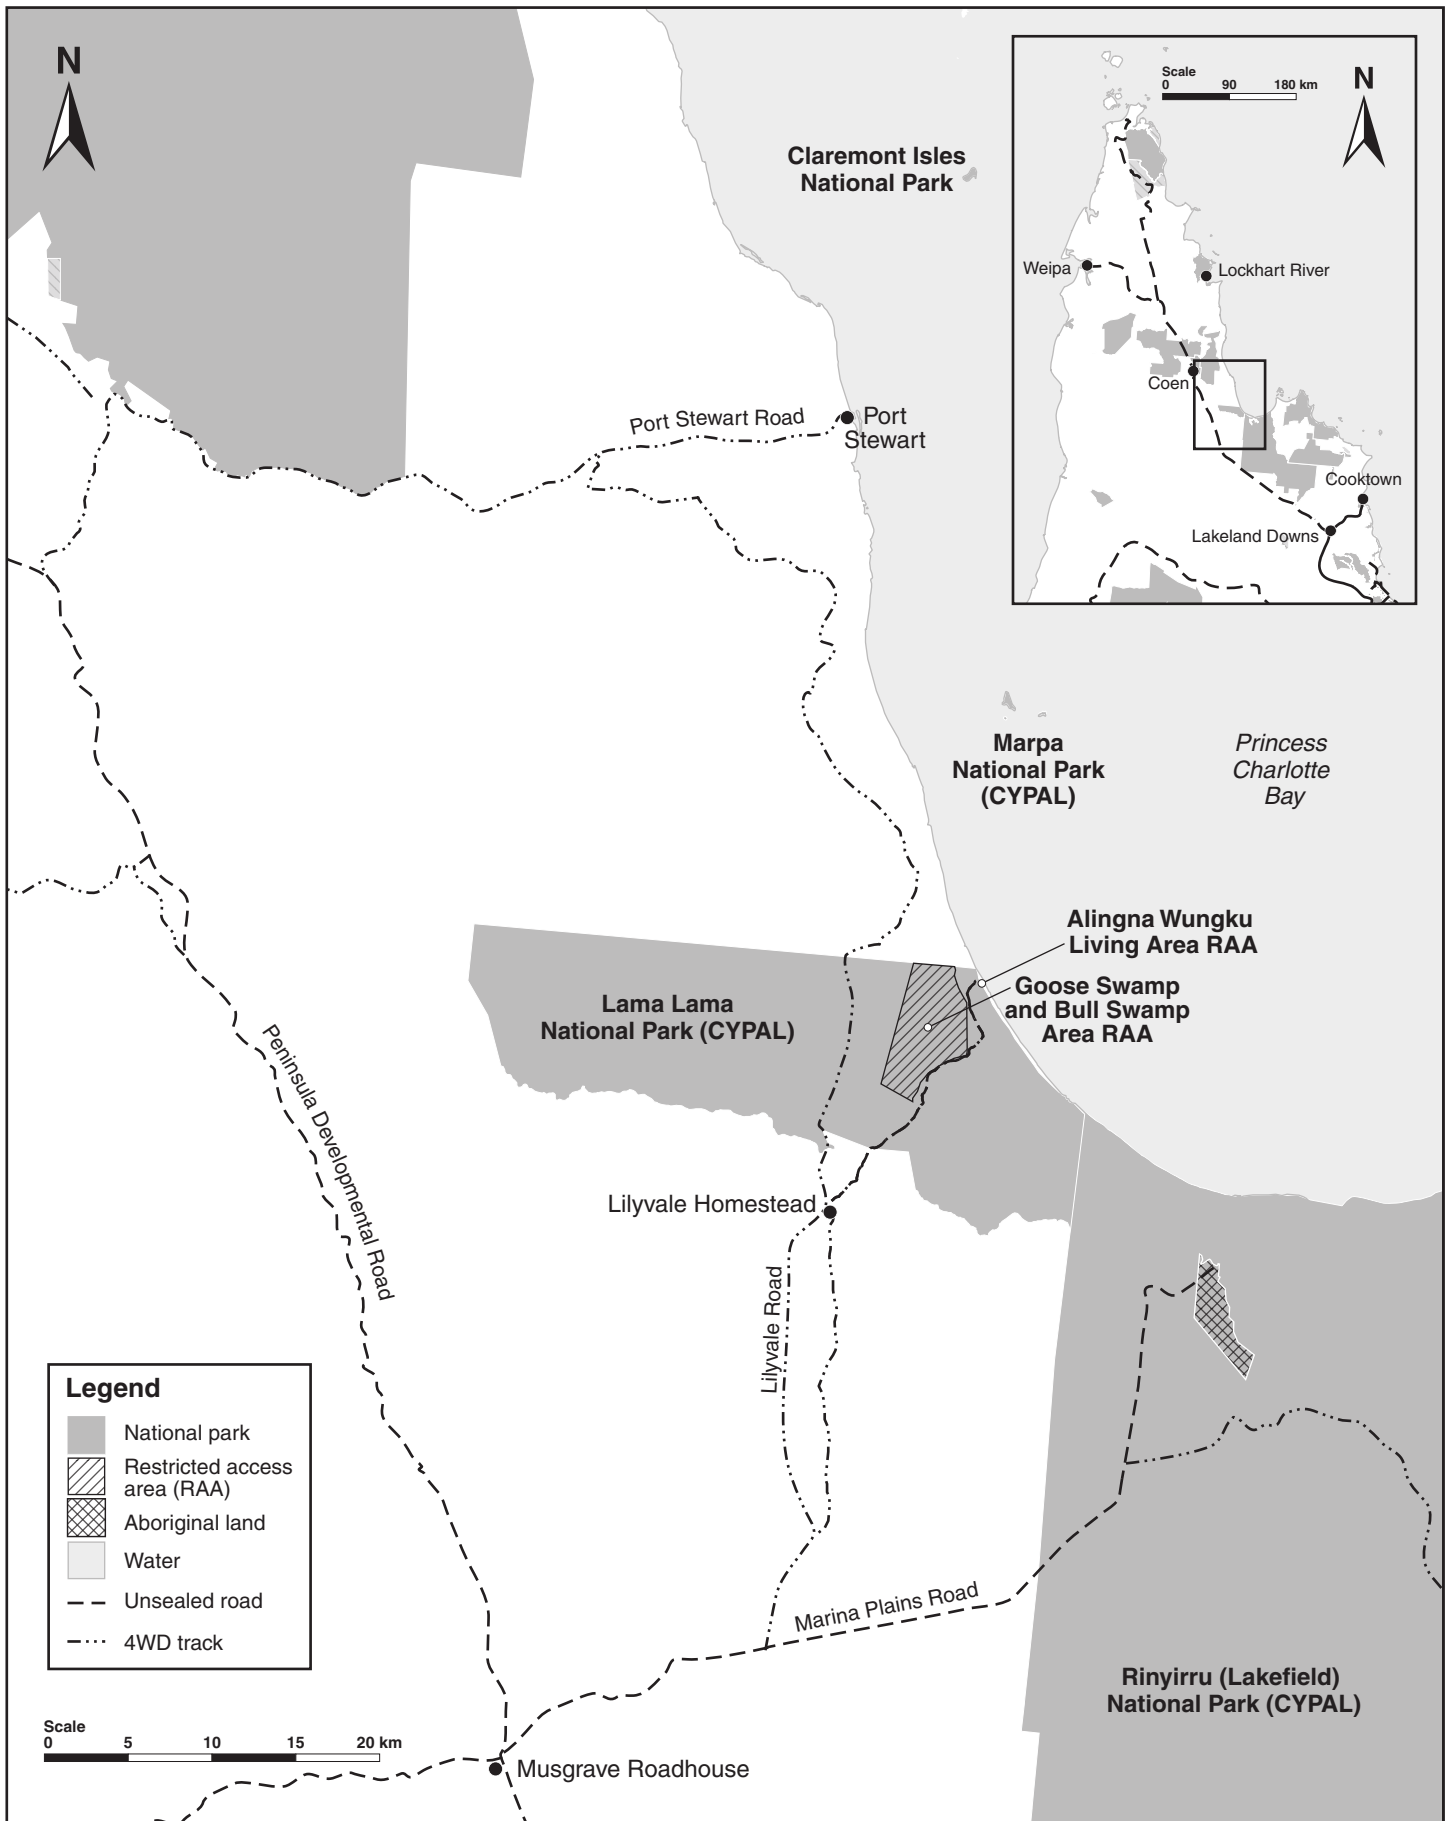 N
Claremont Isles
National Park
Scale
0 90 180 km
N
Weipa
Lockhart River
Coen
Cooktown
Lakeland Downs
Port Stewart Road
Port
Stewart
Marpa
National Park
(CYPAL)
Princess
Charlotte
Bay
Alingna Wungku
Living Area RAA
Goose Swamp
and Bull Swamp
Area RAA
Lama Lama
National Park (CYPAL)
Peninsula Developmental Road
Lilyvale Homestead
Lilyvale Road
Legend
National park
Restricted access
area (RAA)
Aboriginal land
Water
Unsealed road
4WD track
Marina Plains Road
Rinyirru (Lakefield)
National Park (CYPAL)
Scale
0 5 10 15 20 km
Musgrave Roadhouse